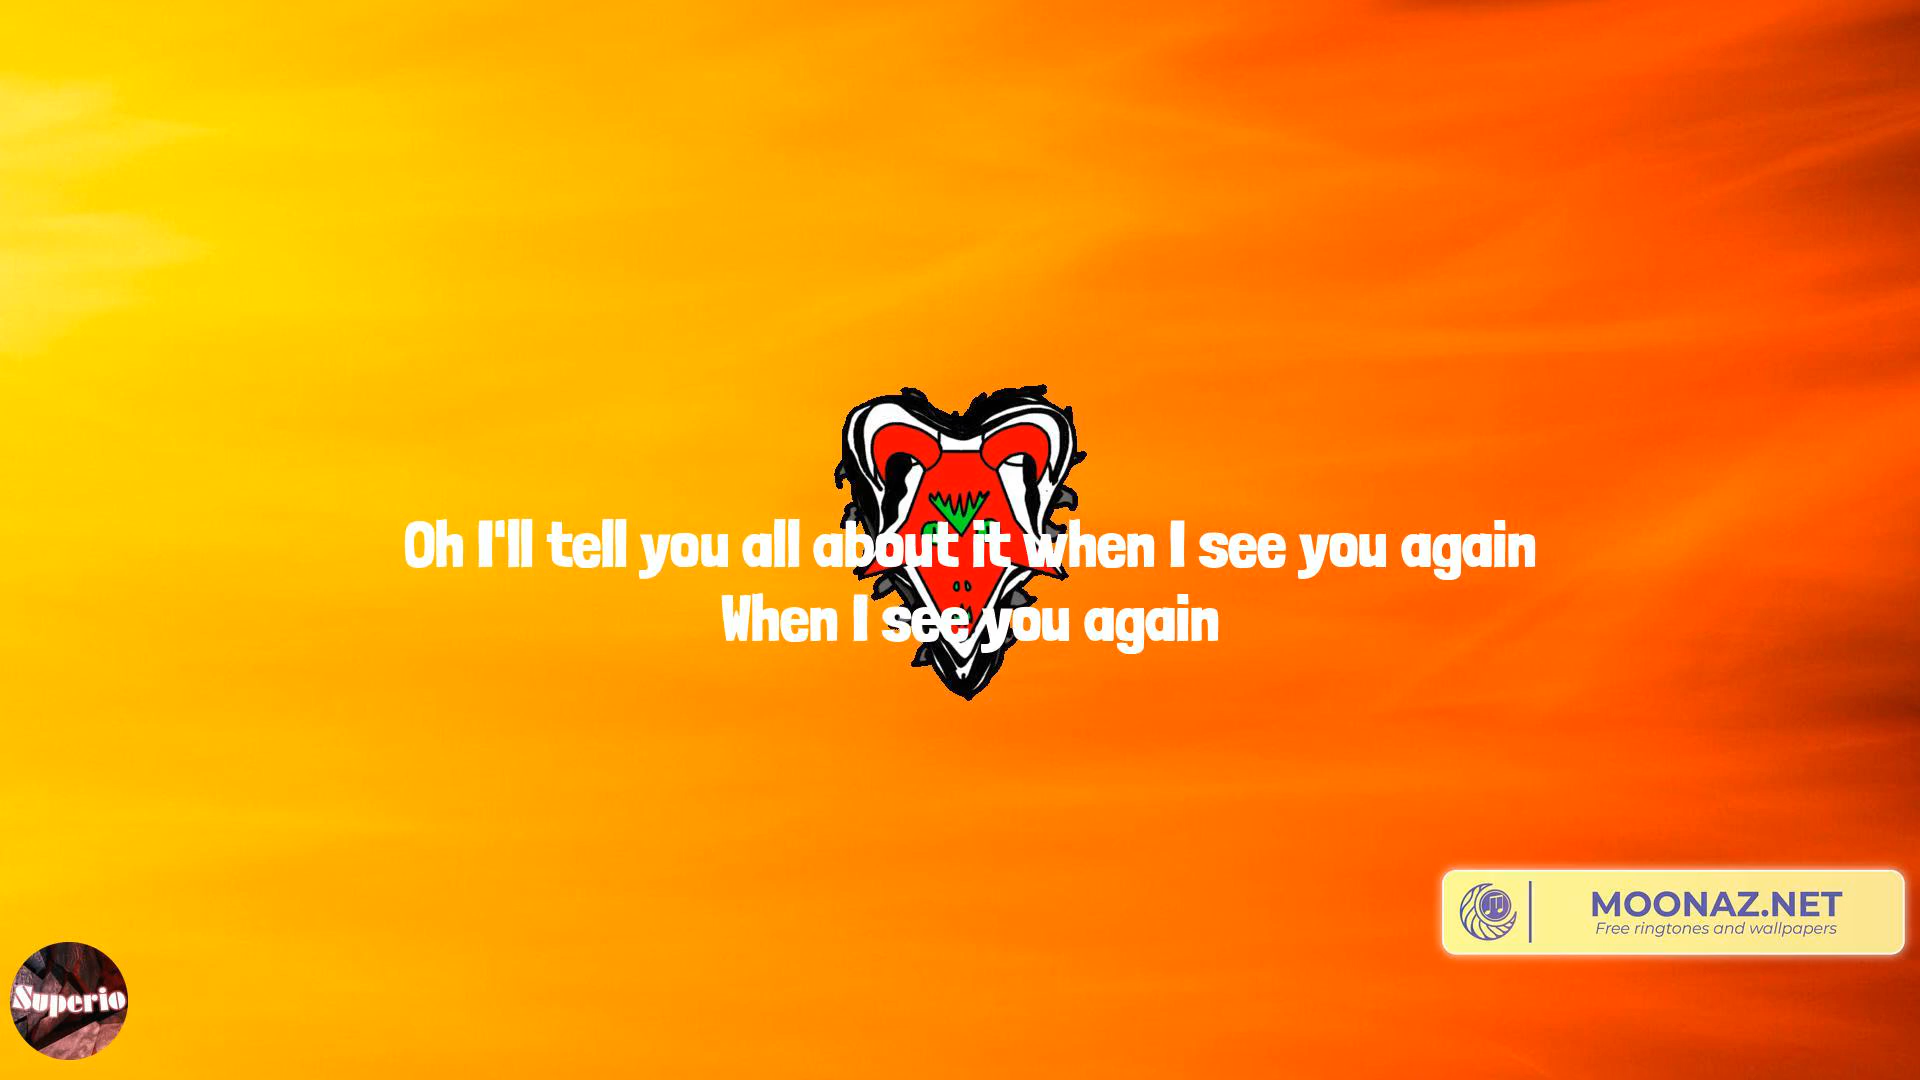 Oh I'll tell you all about it when I see you again
When I see you again
MOONAZ.NET
Free ringtones and wallpapers
Superio